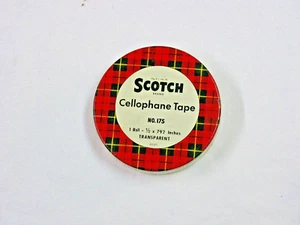 SCOTCH
Cellophane Tape
NO. 175
1 Roll - ½ x 792 Inches
TRANSPARENT